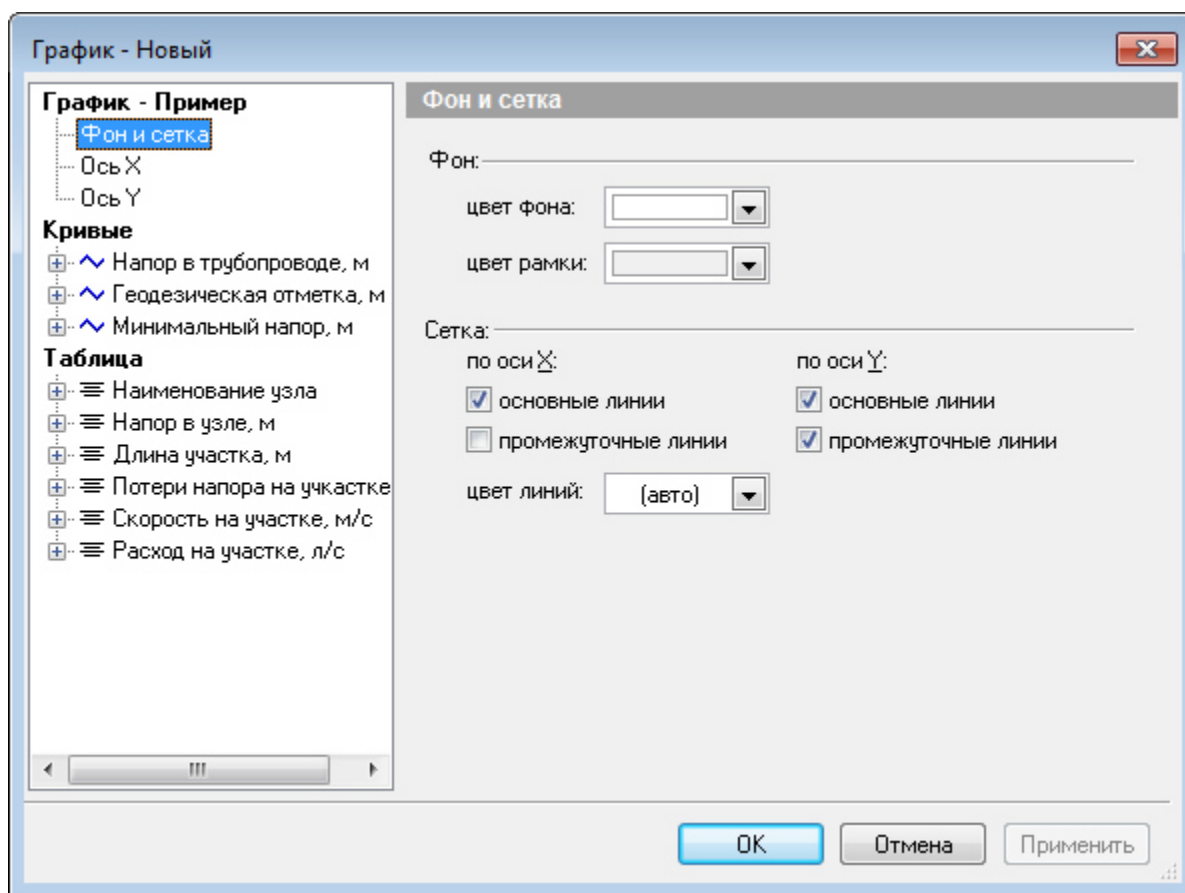 График - Новый
График - Пример
Фон и сетка
Ось X
Ось Y
Кривые
Напор в трубопроводе, м
Геодезическая отметка, м
Минимальный напор, м
Таблица
Наименование узла
Напор в узле, м
Длина участка, м
Потери напора на учкастке
Скорость на участке, м/с
Расход на участке, л/с
Фон и сетка
Фон:
цвет фона:
цвет рамки:
Сетка:
по оси X: по оси Y:
основные линии основные линии
промежуточные линии промежуточные линии
цвет линий: (авто)
OK Отмена Применить